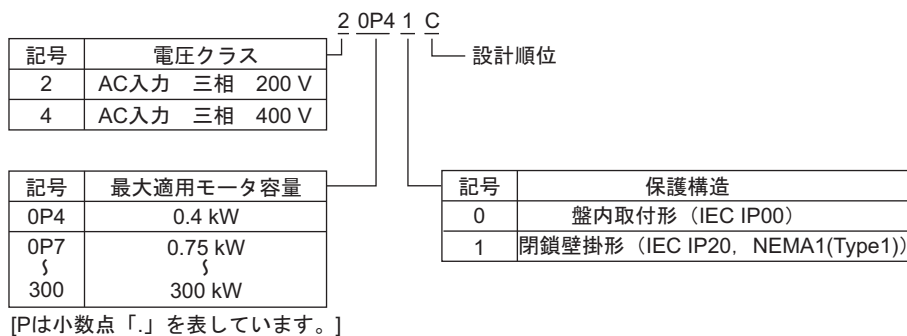 2 0P4 1 C
設計順位
記号 電圧クラス
2 AC入力 三相 200 V
4 AC入力 三相 400 V
記号 最大適用モータ容量
0P4 0.4 kW
0P7 0.75 kW
∫ ∫
300 300 kW
[Pは小数点「.」を表しています。]
記号 保護構造
0 盤内取付形（IEC IP00）
1 閉鎖壁掛形（IEC IP20，NEMA1(Type1)）